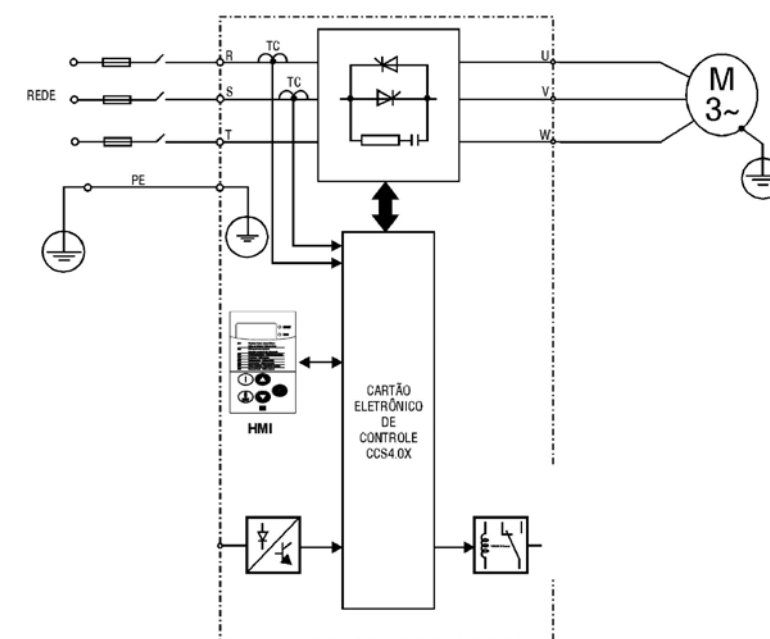 R
TC
U
REDE
S
TC
V
M
3~
T
W
PE
HMI
CARTÃO
ELETRÔNICO
DE
CONTROLE
CCS4.0X